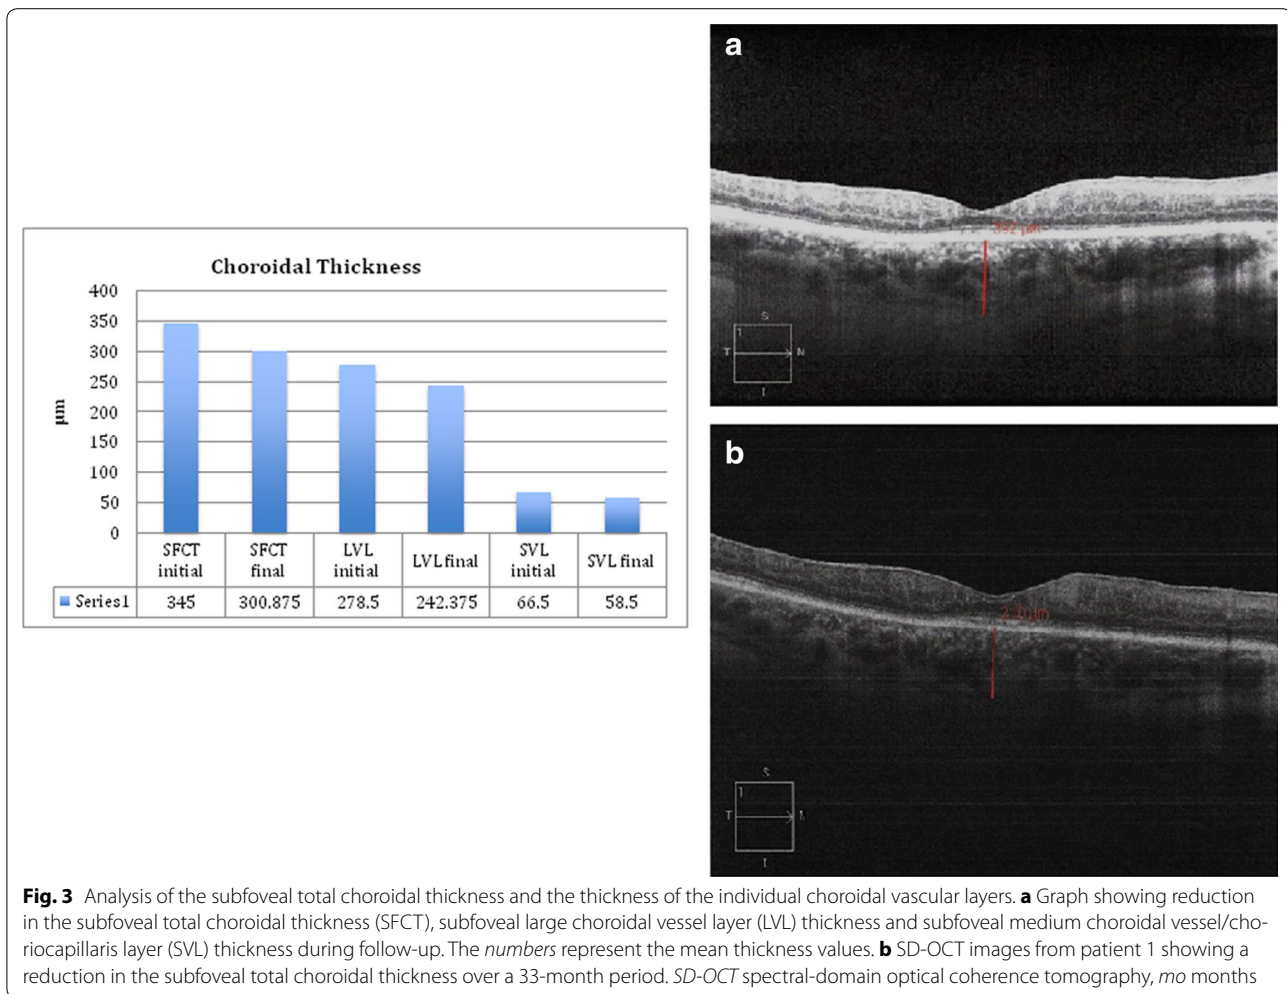 Choroidal Thickness
400
350
300
250
200
150
100
50
0
µm
SFCT initial SFCT final LVL initial LVL final SVL initial SVL final
Series1 345 300.875 278.5 242.375 66.5 58.5
a
S
1
T N
I
b
S
1
T
I
Fig. 3 Analysis of the subfoveal total choroidal thickness and the thickness of the individual choroidal vascular layers. a Graph showing reduction
in the subfoveal total choroidal thickness (SFCT), subfoveal large choroidal vessel layer (LVL) thickness and subfoveal medium choroidal vessel/cho-
riocapillaris layer (SVL) thickness during follow-up. The numbers represent the mean thickness values. b SD-OCT images from patient 1 showing a
reduction in the subfoveal total choroidal thickness over a 33-month period. SD-OCT spectral-domain optical coherence tomography, mo months